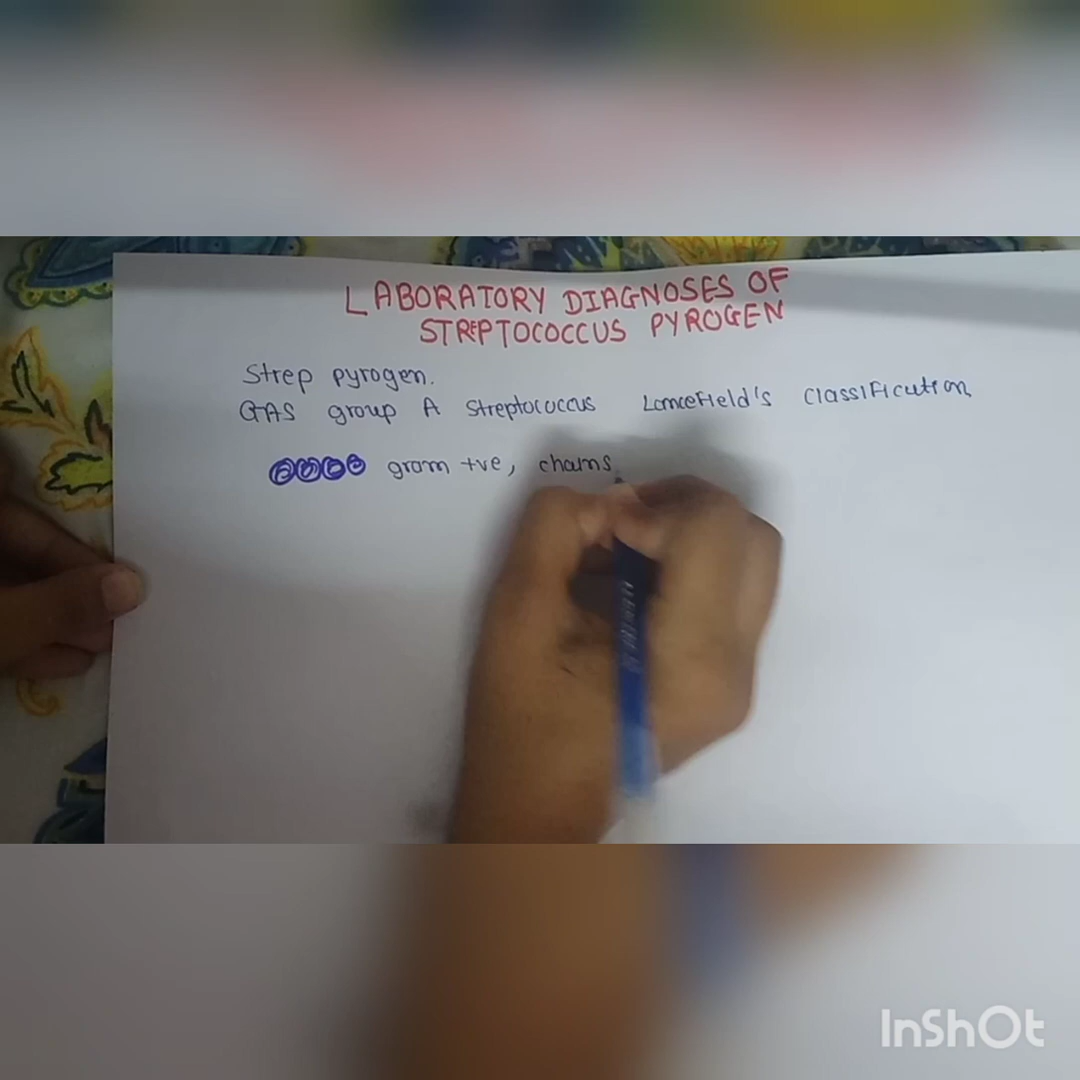 LABORATORY DIAGNOSES OF
STREPTOCOCCUS PYROGEN
Strep pyrogen.
GAS group A streptococcus Lancefield's classification
gram +ve, chains
InShOt